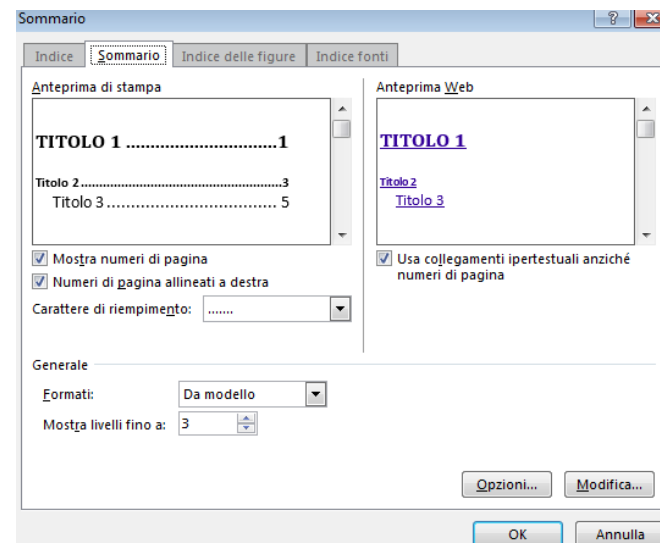 Sommario
Indice Sommario Indice delle figure Indice fonti
Anteprima di stampa
TITOLO 1 ................................1
Titolo 2.......................................................3
Titolo 3..................................... 5
Mostra numeri di pagina
Numeri di pagina allineati a destra
Carattere di riempimento: .......
Anteprima Web
TITOLO 1
Titolo 2
Titolo 3
Usa collegamenti ipertestuali anziché
numeri di pagina
Generale
Formati: Da modello
Mostra livelli fino a: 3
Opzioni... Modifica...
OK Annulla